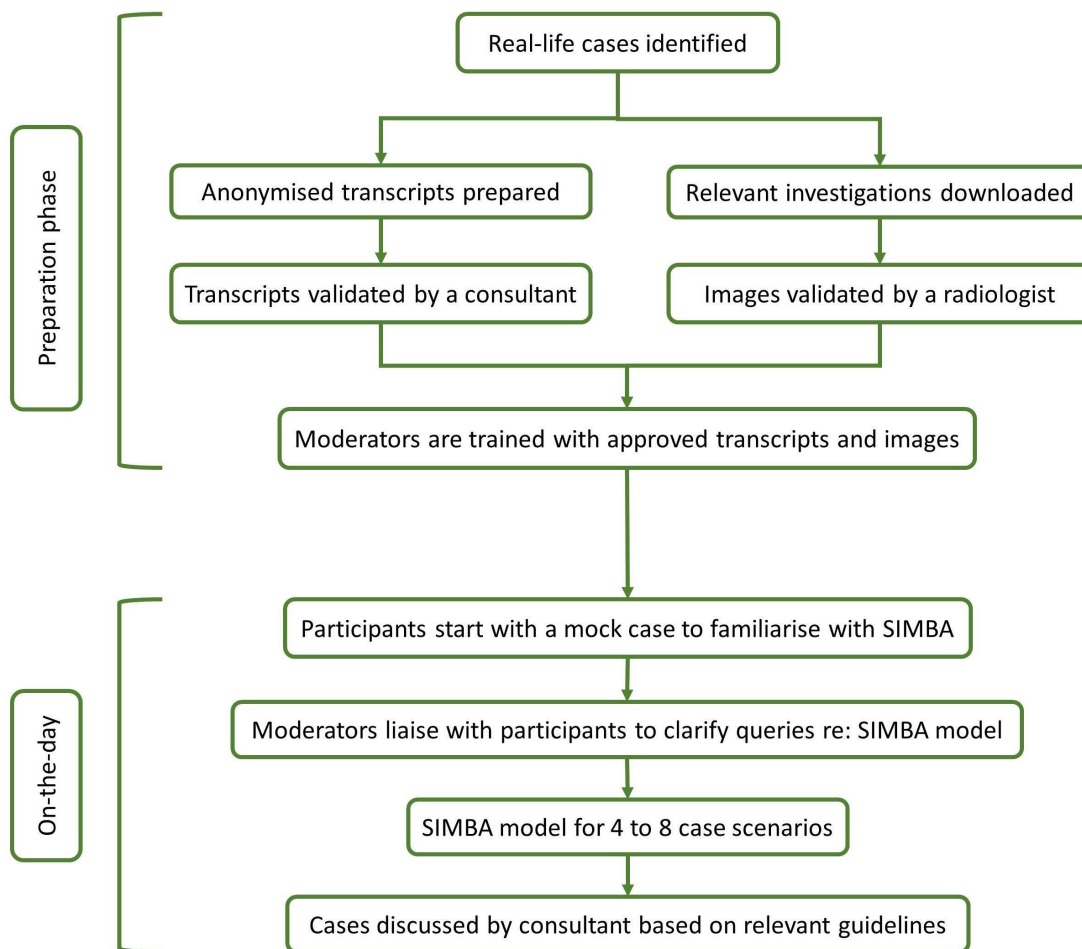 Real-life cases identified
Preparation phase
Anonymised transcripts prepared
Relevant investigations downloaded
Transcripts validated by a consultant
Images validated by a radiologist
Moderators are trained with approved transcripts and images
On-the-day
Participants start with a mock case to familiarise with SIMBA
Moderators liaise with participants to clarify queries re: SIMBA model
SIMBA model for 4 to 8 case scenarios
Cases discussed by consultant based on relevant guidelines